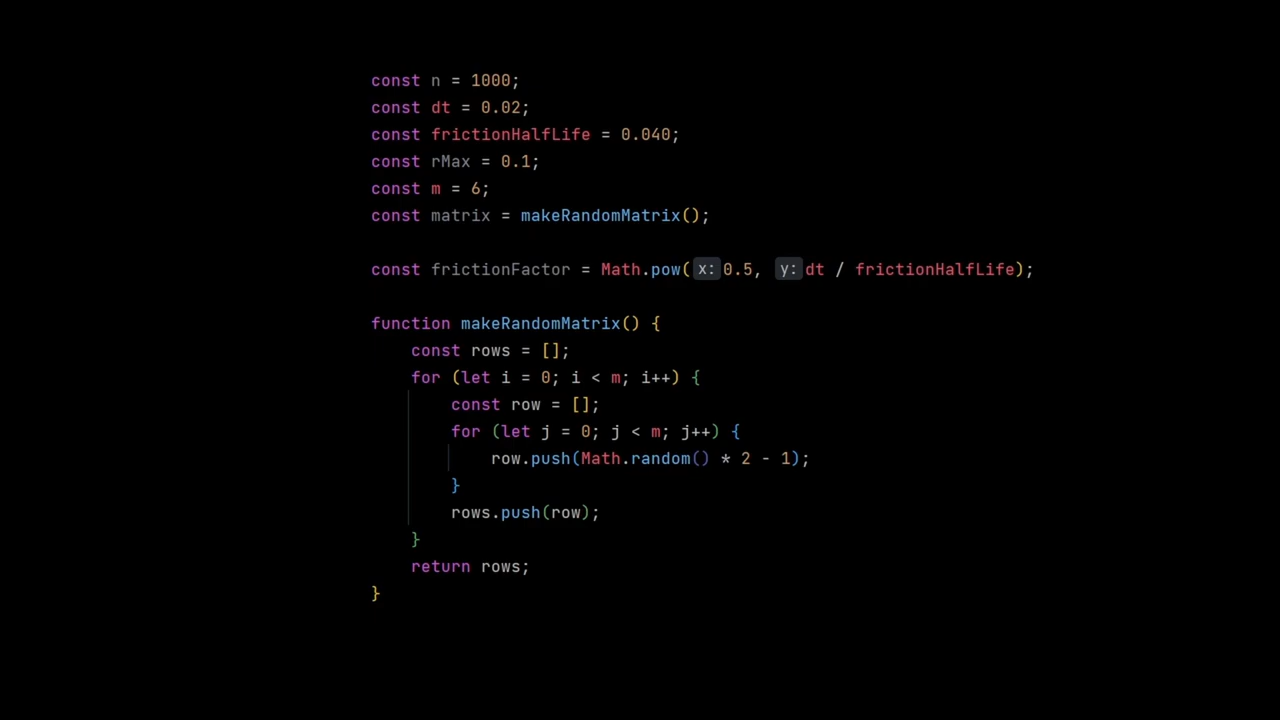 const n = 1000;
const dt = 0.02;
const frictionHalfLife = 0.040;
const rMax = 0.1;
const m = 6;
const matrix = makeRandomMatrix();
const frictionFactor = Math.pow(x: 0.5, y: dt / frictionHalfLife);
function makeRandomMatrix() {
    const rows = [];
    for (let i = 0; i < m; i++) {
        const row = [];
        for (let j = 0; j < m; j++) {
            row.push(Math.random() * 2 - 1);
        }
        rows.push(row);
    }
    return rows;
}